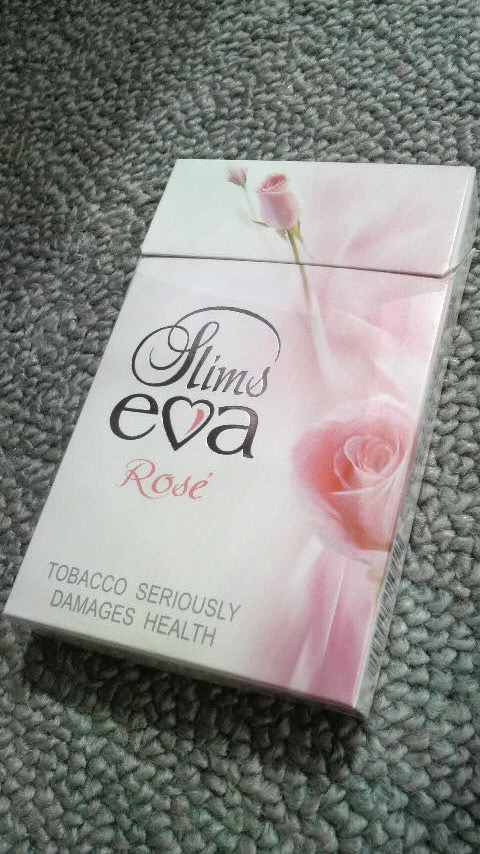 Slims
eva
Rosé
TOBACCO SERIOUSLY
DAMAGES HEALTH